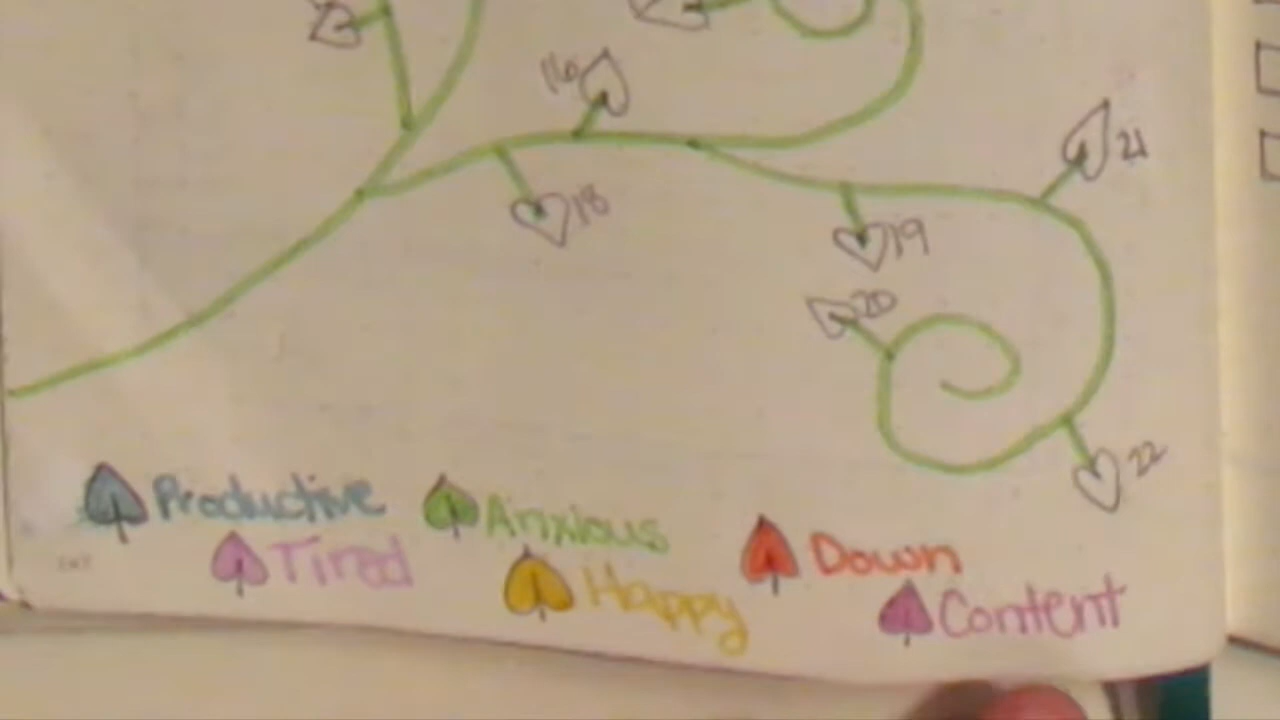 16
21
18
19
20
22
Productive
Anxious
Down
Tired
Happy
Content